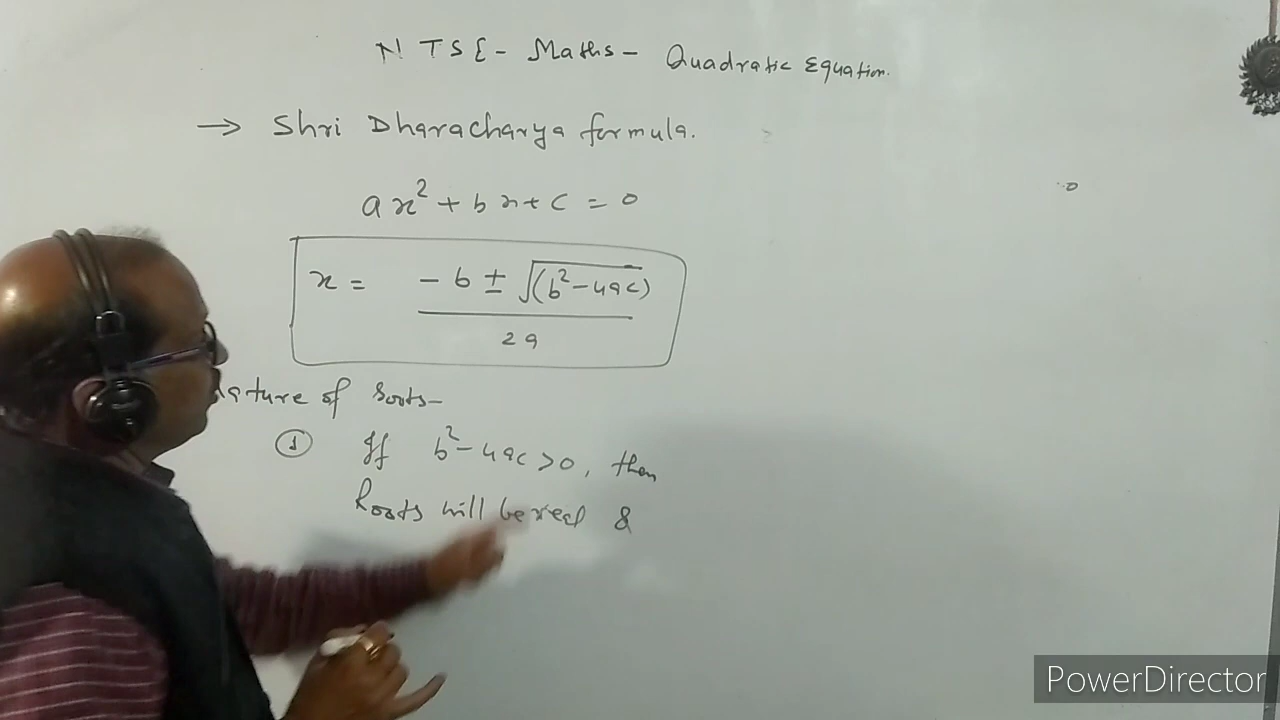 NTSE - Maths - Quadratic Equation.
→ Shri Dharacharya formula.
ax² + bx + c = 0
x = -b ± √(b²-4ac) / 2a
Nature of roots-
① If b²-4ac>0, then
Roots will be real &
PowerDirector